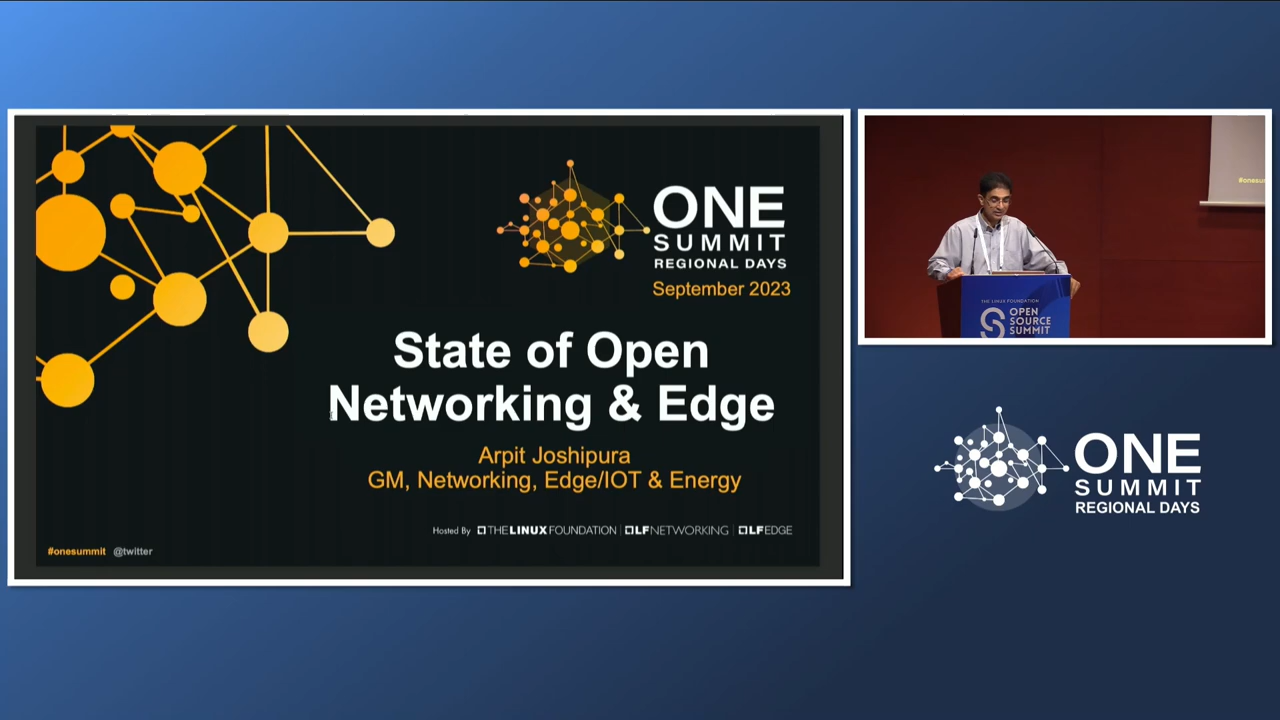 ONE
SUMMIT
REGIONAL DAYS
September 2023
State of Open
Networking & Edge
Arpit Joshipura
GM, Networking, Edge/IOT & Energy
Hosted By THE LINUX FOUNDATION | LF NETWORKING | LF EDGE
#onesummit @twitter
#onesum
THE LINUX FOUNDATION
OPEN
SOURCE
SUMMIT
ONE
SUMMIT
REGIONAL DAYS